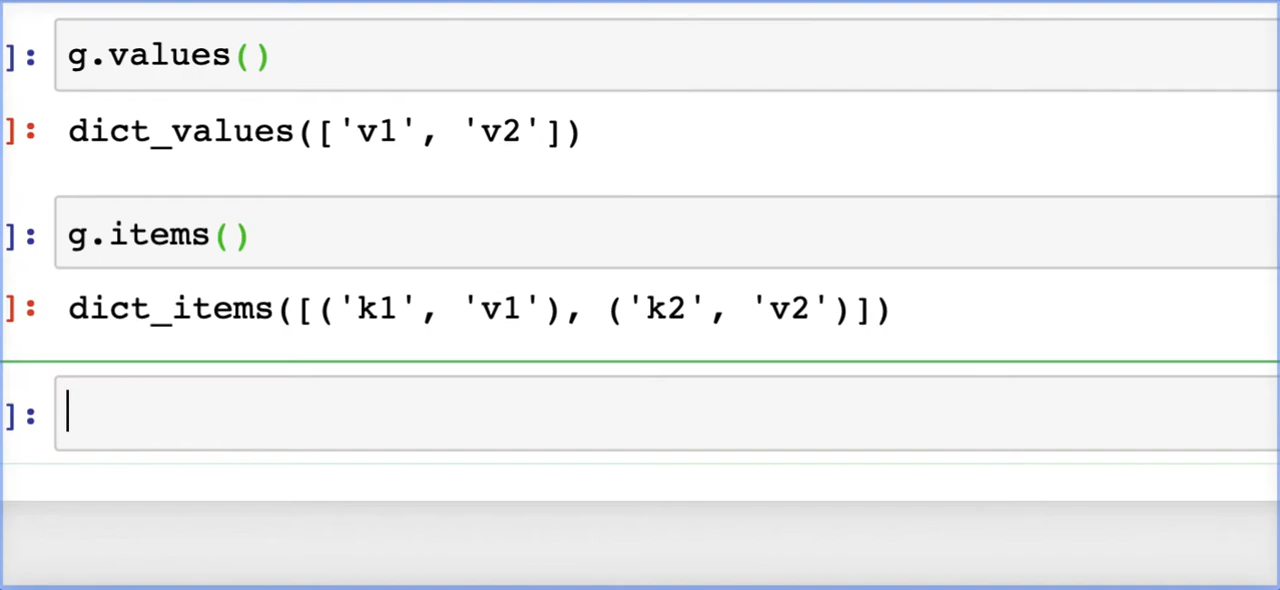 ]: g.values()
]: dict_values(['v1', 'v2'])
]: g.items()
]: dict_items([('k1', 'v1'), ('k2', 'v2')])
]: